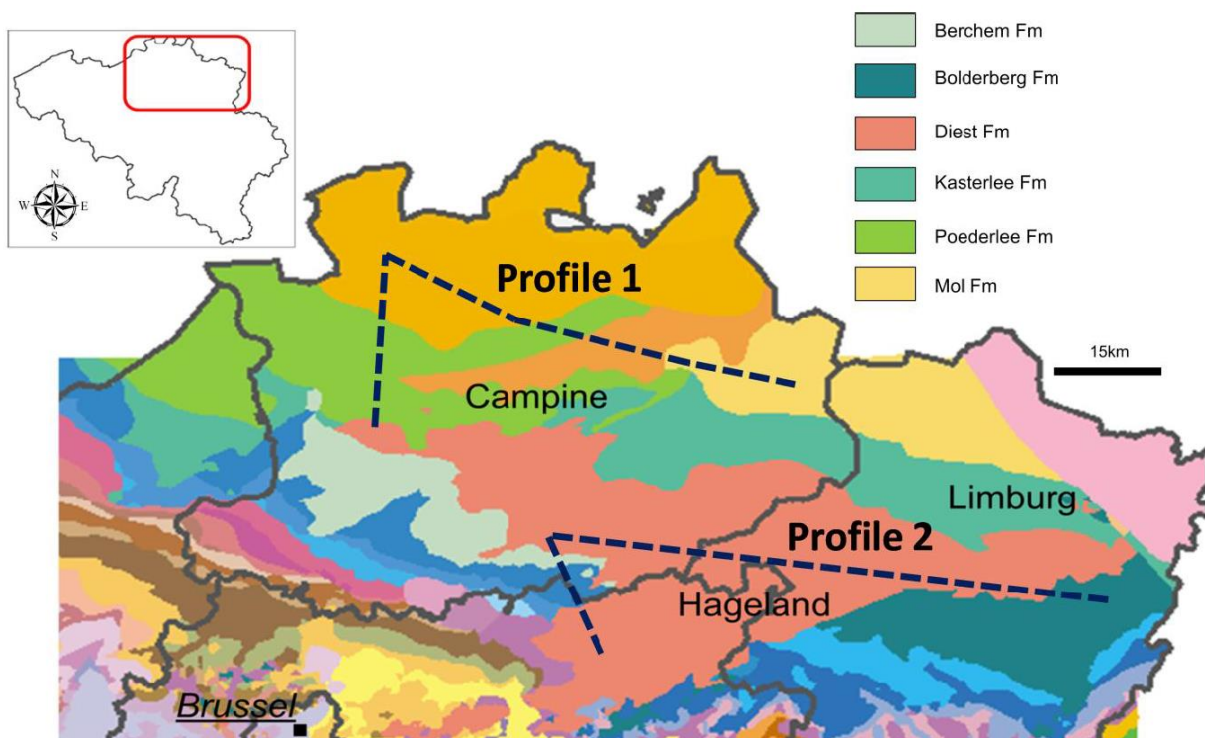 N
W E
S
Berchem Fm
Bolderberg Fm
Diest Fm
Kasterlee Fm
Poederlee Fm
Mol Fm
15km
Profile 1
Campine
Limburg
Profile 2
Hageland
Brussel